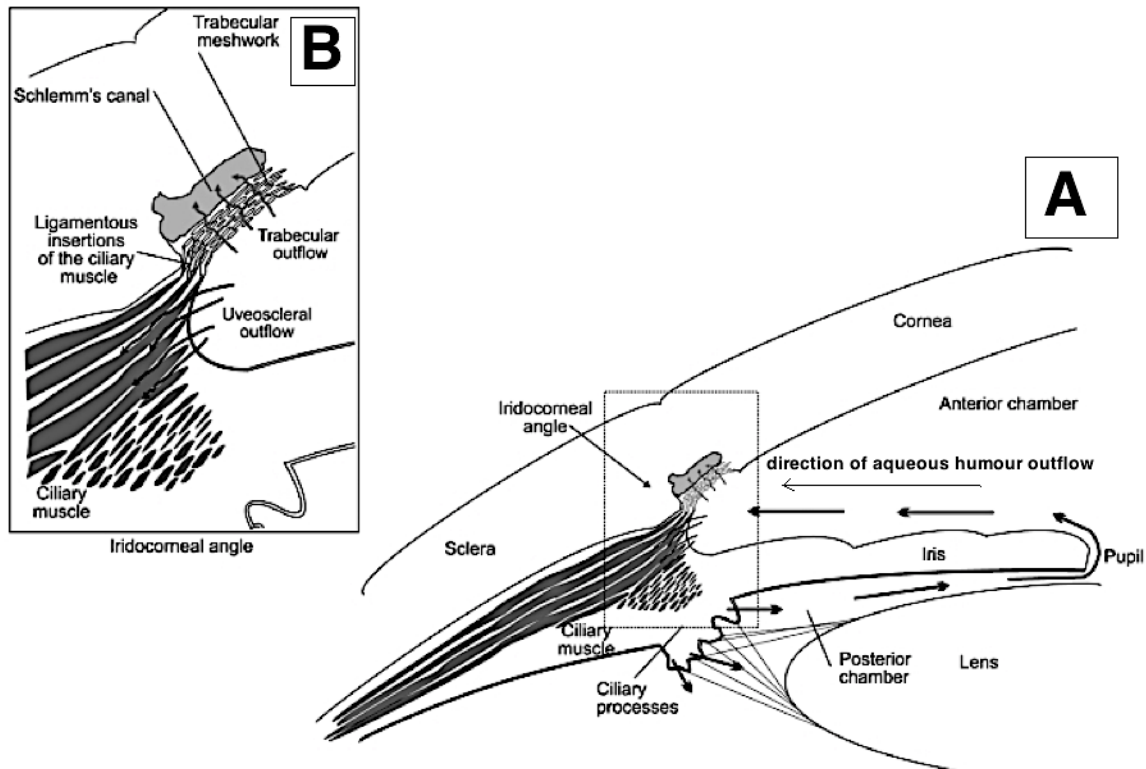 Trabecular
meshwork
B
Schlemm's canal
Ligamentous
insertions
of the ciliary
muscle
Trabecular
outflow
Uveoscleral
outflow
Ciliary
muscle
Iridocorneal angle
A
Cornea
Iridocorneal
angle
Anterior chamber
direction of aqueous humour outflow
Sclera
Iris
Pupil
Ciliary
muscle
Ciliary
processes
Posterior
chamber
Lens